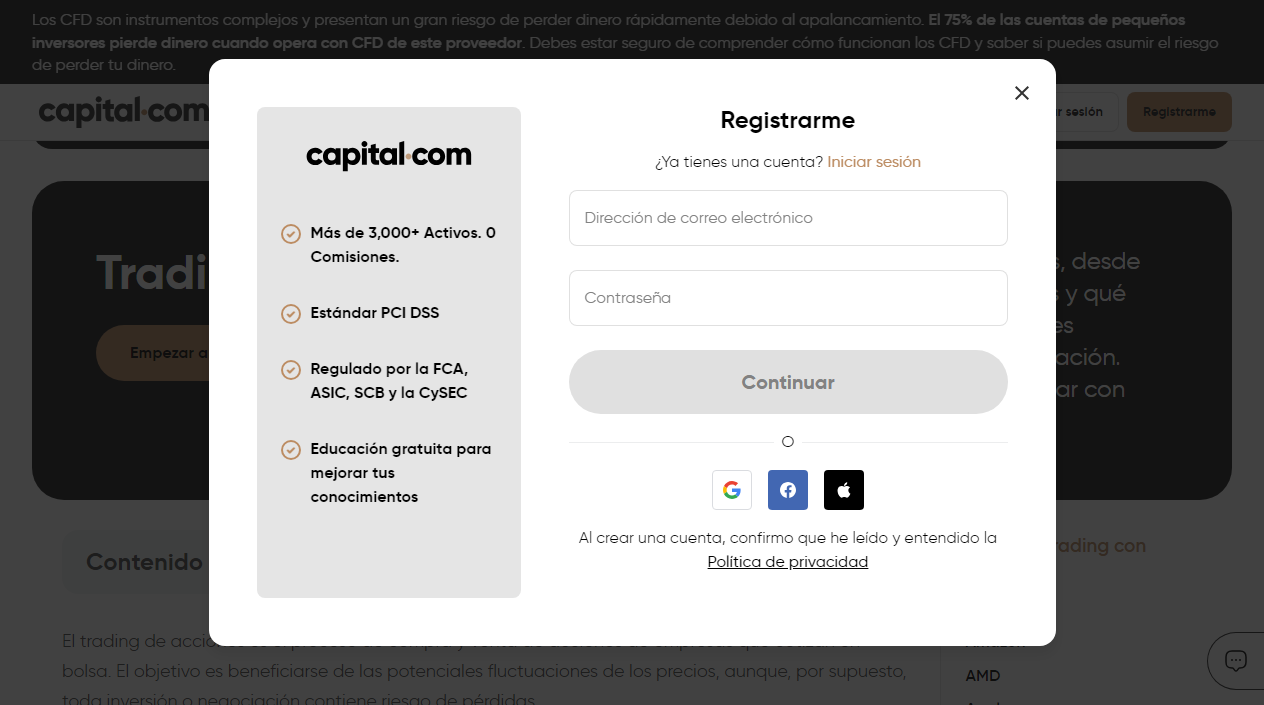 Los CFD son instrumentos complejos y presentan un gran riesgo de perder dinero rápidamente debido al apalancamiento. El 75% de las cuentas de pequeños
inversores pierde dinero cuando opera con CFD de este proveedor. Debes estar seguro de comprender cómo funcionan los CFD y saber si puedes asumir el riesgo
de perder tu dinero.
capital.com
sesión
Registrarme
capital.com
Más de 3,000+ Activos. 0
Comisiones.
Estándar PCI DSS
Regulado por la FCA,
ASIC, SCB y la CySEC
Educación gratuita para
mejorar tus
conocimientos
Registrarme
¿Ya tienes una cuenta? Iniciar sesión
Dirección de correo electrónico
Contraseña
Continuar
O
Al crear una cuenta, confirmo que he leído y entendido la
Política de privacidad
Tradi
Empezar a
desde
y qué
con
Contenido
con
El trading de
bolsa. El objetivo es beneficiarse de las potenciales fluctuaciones de los precios, aunque, por supuesto,
toda inversión o negociación contiene riesgo de pérdidas.
AMD